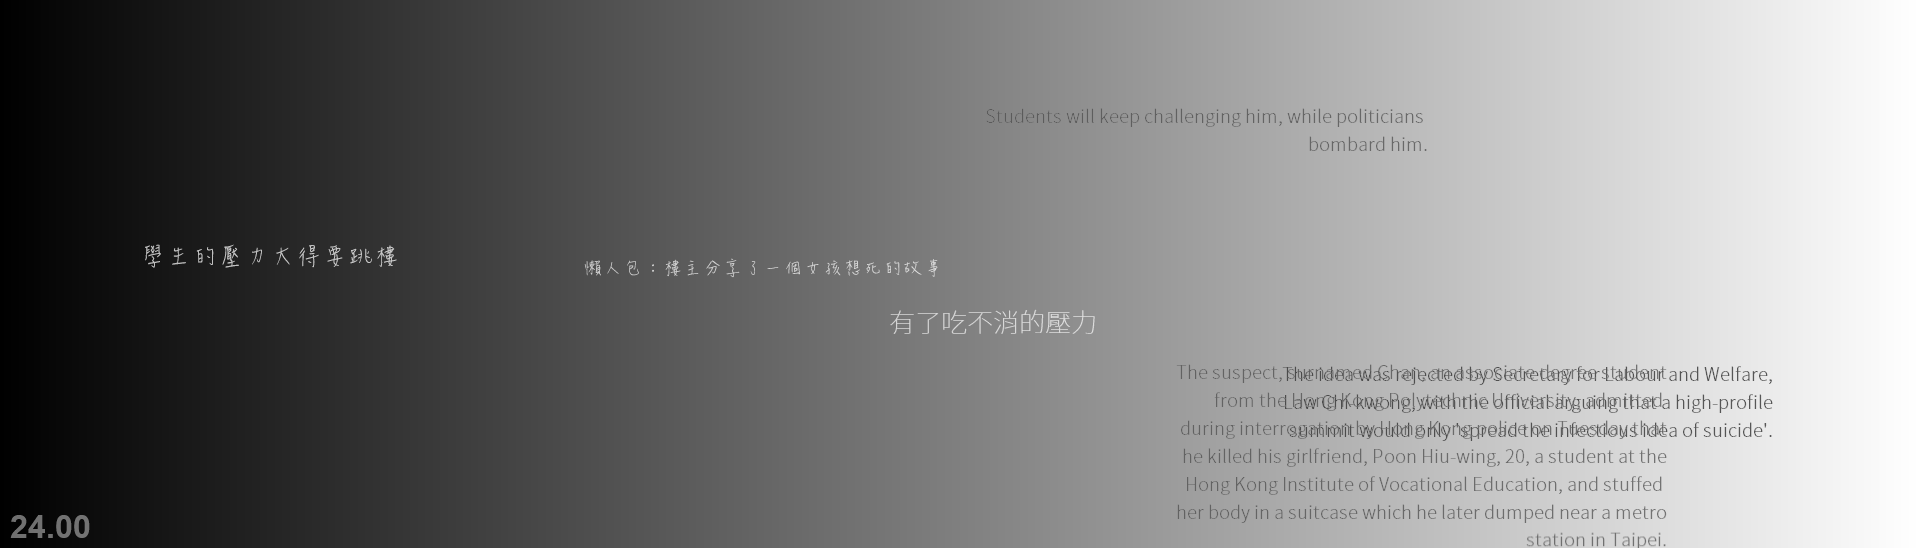 Students will keep challenging him, while politicians
bombard him.
學生的壓力大得要跳樓
懶人包：樓主分享了一個女孩想死的故事
有了吃不消的壓力
The suspect, surnamed Chan, an associate degree student
from the Hong Kong Polytechnic University, admitted
during interrogation by Hong Kong police on Tuesday that
he killed his girlfriend, Poon Hiu-wing, 20, a student at the
Hong Kong Institute of Vocational Education, and stuffed
her body in a suitcase which he later dumped near a metro
station in Taipei.
The idea was rejected by Secretary for Labour and Welfare,
Law Chi-kwong, with the official arguing that a high-profile
summit would only 'spread the infectious idea of suicide'.
24.00